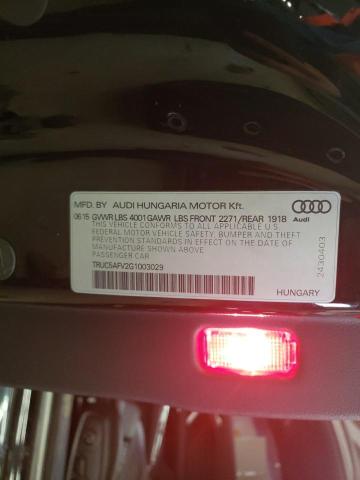 MFD. BY AUDI HUNGARIA MOTOR Kft.
06 15 GVWR LBS 4001 GAWR LBS FRONT 2271/REAR 1918
THIS VEHICLE CONFORMS TO ALL APPLICABLE U.S.
FEDERAL MOTOR VEHICLE SAFETY, BUMPER AND THEFT
PREVENTION STANDARDS IN EFFECT ON THE DATE OF
MANUFACTURE SHOWN ABOVE
PASSENGER CAR
TRUC5AFV2G1003029
Audi
2430403
HUNGARY